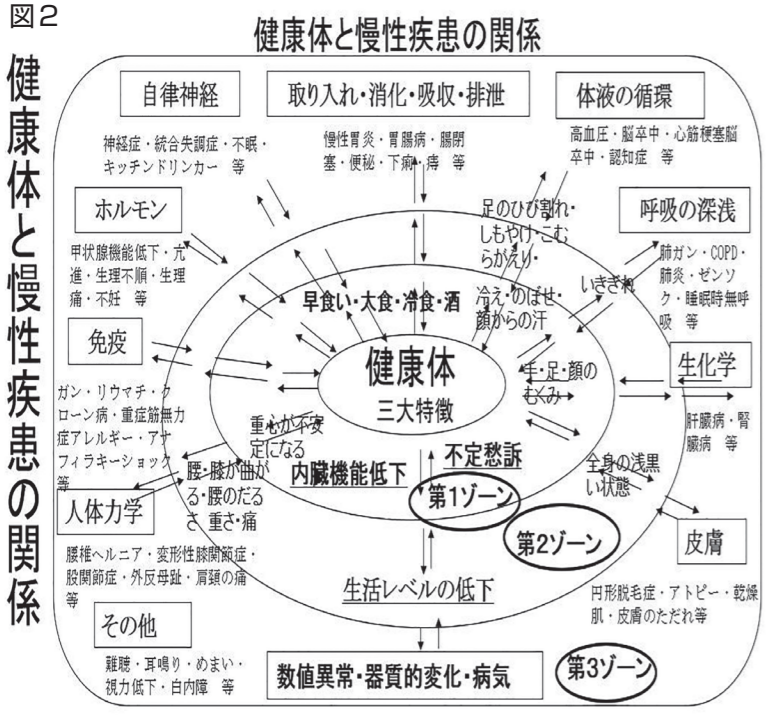 図2
健康体と慢性疾患の関係
健康体と慢性疾患の関係
自律神経
神経症・統合失調症・不眠・
キッチンドリンカー 等
取り入れ・消化・吸収・排泄
慢性胃炎・胃腸病・腸閉
塞・便秘・下痢・痔 等
体液の循環
高血圧・脳卒中・心筋梗塞脳
卒中・認知症 等
ホルモン
甲状腺機能低下・亢
進・生理不順・生理
痛・不妊 等
足のひび割れ・
しもやけ・こむ
らがえり・
呼吸の深浅
肺ガン・COPD・
肺炎・ゼンソ
ク・睡眠時無呼
吸 等
いきぎれ
早食い・大食・冷食・酒
冷え・のぼせ・
顔からの汗
免疫
ガン・リウマチ・ク
ローン病・重症筋無力
症アレルギー・アナ
フィラキーショック
等
健康体
三大特徴
手・足・顔の
むくみ
生化学
肝臓病・腎
臓病 等
重心が不安
定になる
内臓機能低下
不定愁訴
第1ゾーン
第2ゾーン
全身の浅黒
い状態
人体力学
腰・膝が曲が
る・腰のだる
さ 重さ・痛
腰椎ヘルニア・変形性膝関節症・
股関節症・外反母趾・肩頚の痛
等
皮膚
円形脱毛症・アトピー・乾燥
肌・皮膚のただれ等
生活レベルの低下
その他
難聴・耳鳴り・めまい・
視力低下・白内障 等
数値異常・器質的変化・病気
第3ゾーン